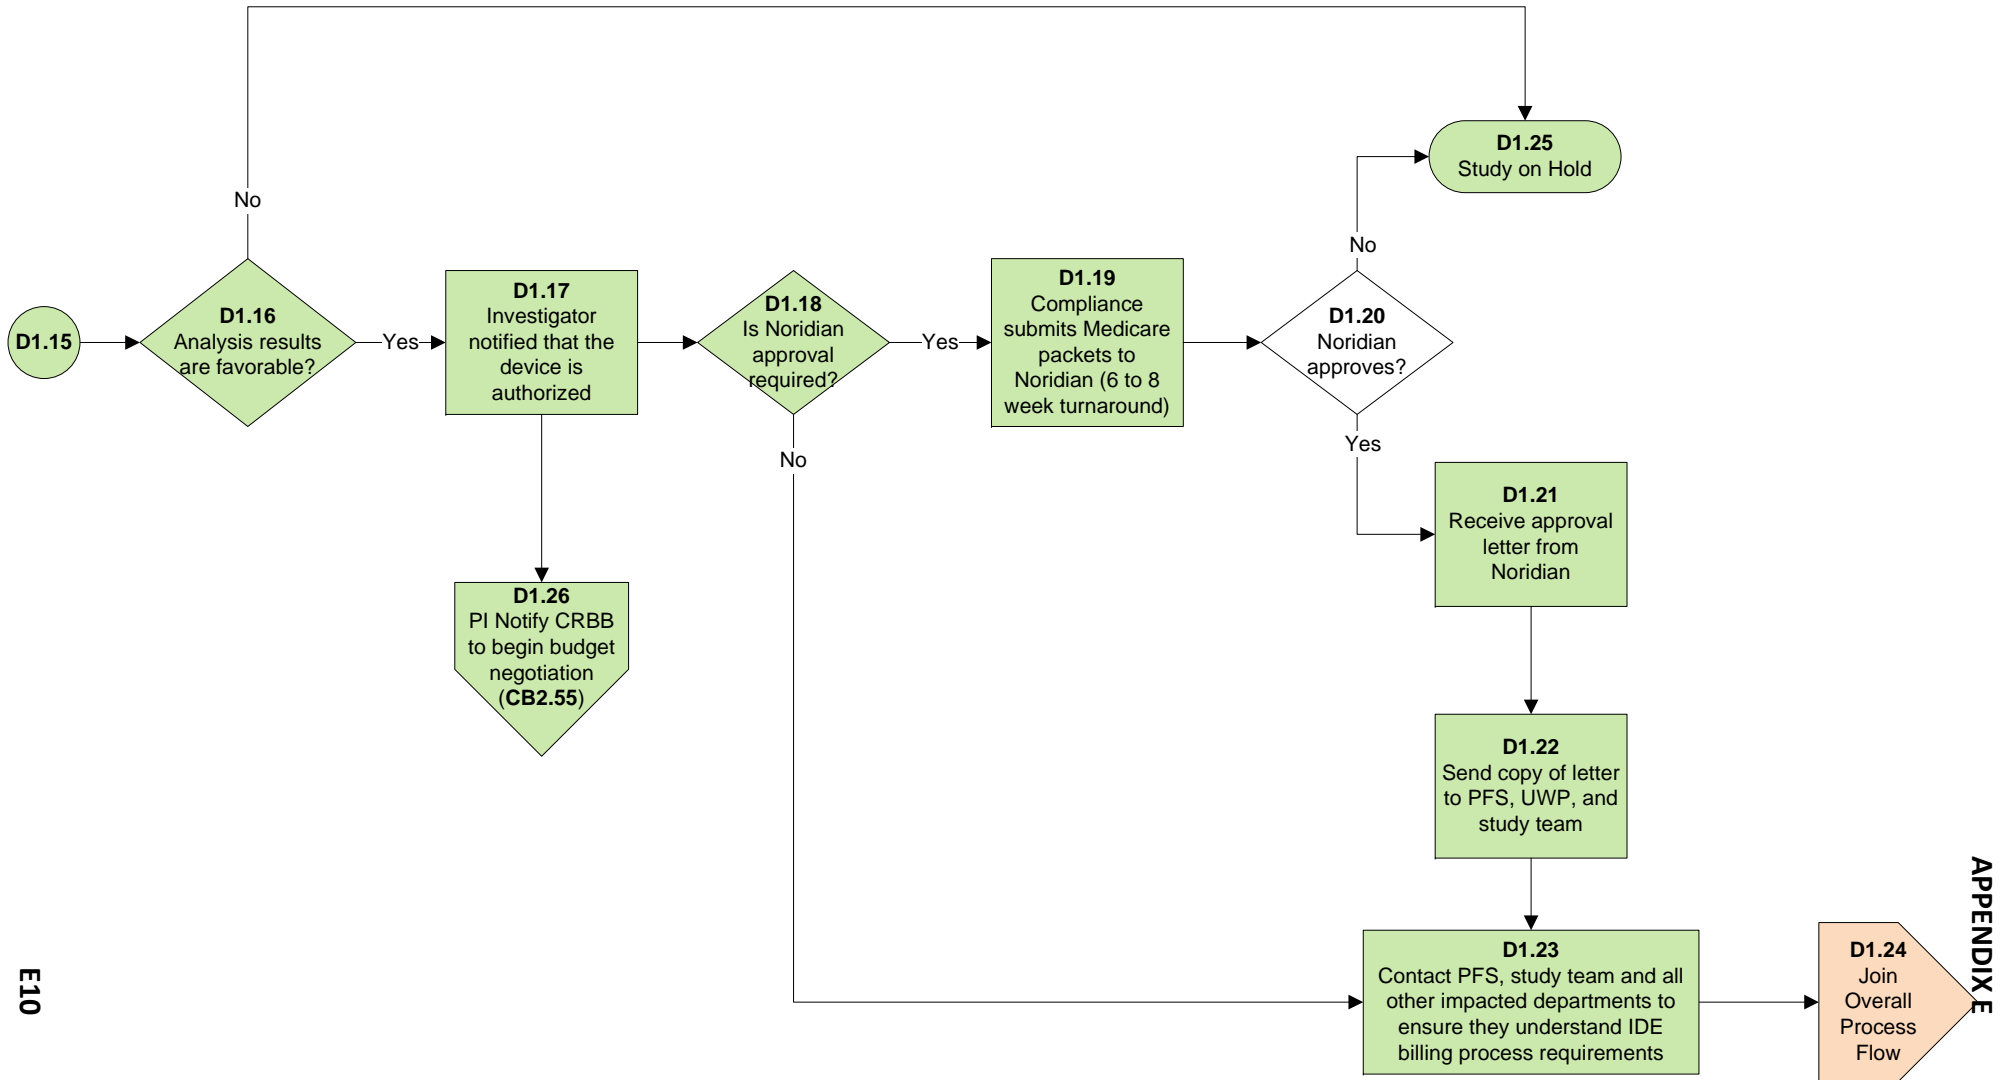 No
D1.25
Study on Hold
No
D1.15
D1.16
Analysis results
are favorable?
Yes
D1.17
Investigator
notified that the
device is
authorized
D1.18
Is Noridian
approval
required?
Yes
D1.19
Compliance
submits Medicare
packets to
Noridian (6 to 8
week turnaround)
D1.20
Noridian
approves?
Yes
No
D1.21
Receive approval
letter from
Noridian
D1.26
PI Notify CRBB
to begin budget
negotiation
(CB2.55)
D1.22
Send copy of letter
to PFS, UWP, and
study team
D1.23
Contact PFS, study team and all
other impacted departments to
ensure they understand IDE
billing process requirements
D1.24
Join
Overall
Process
Flow
APPENDIX E
E10